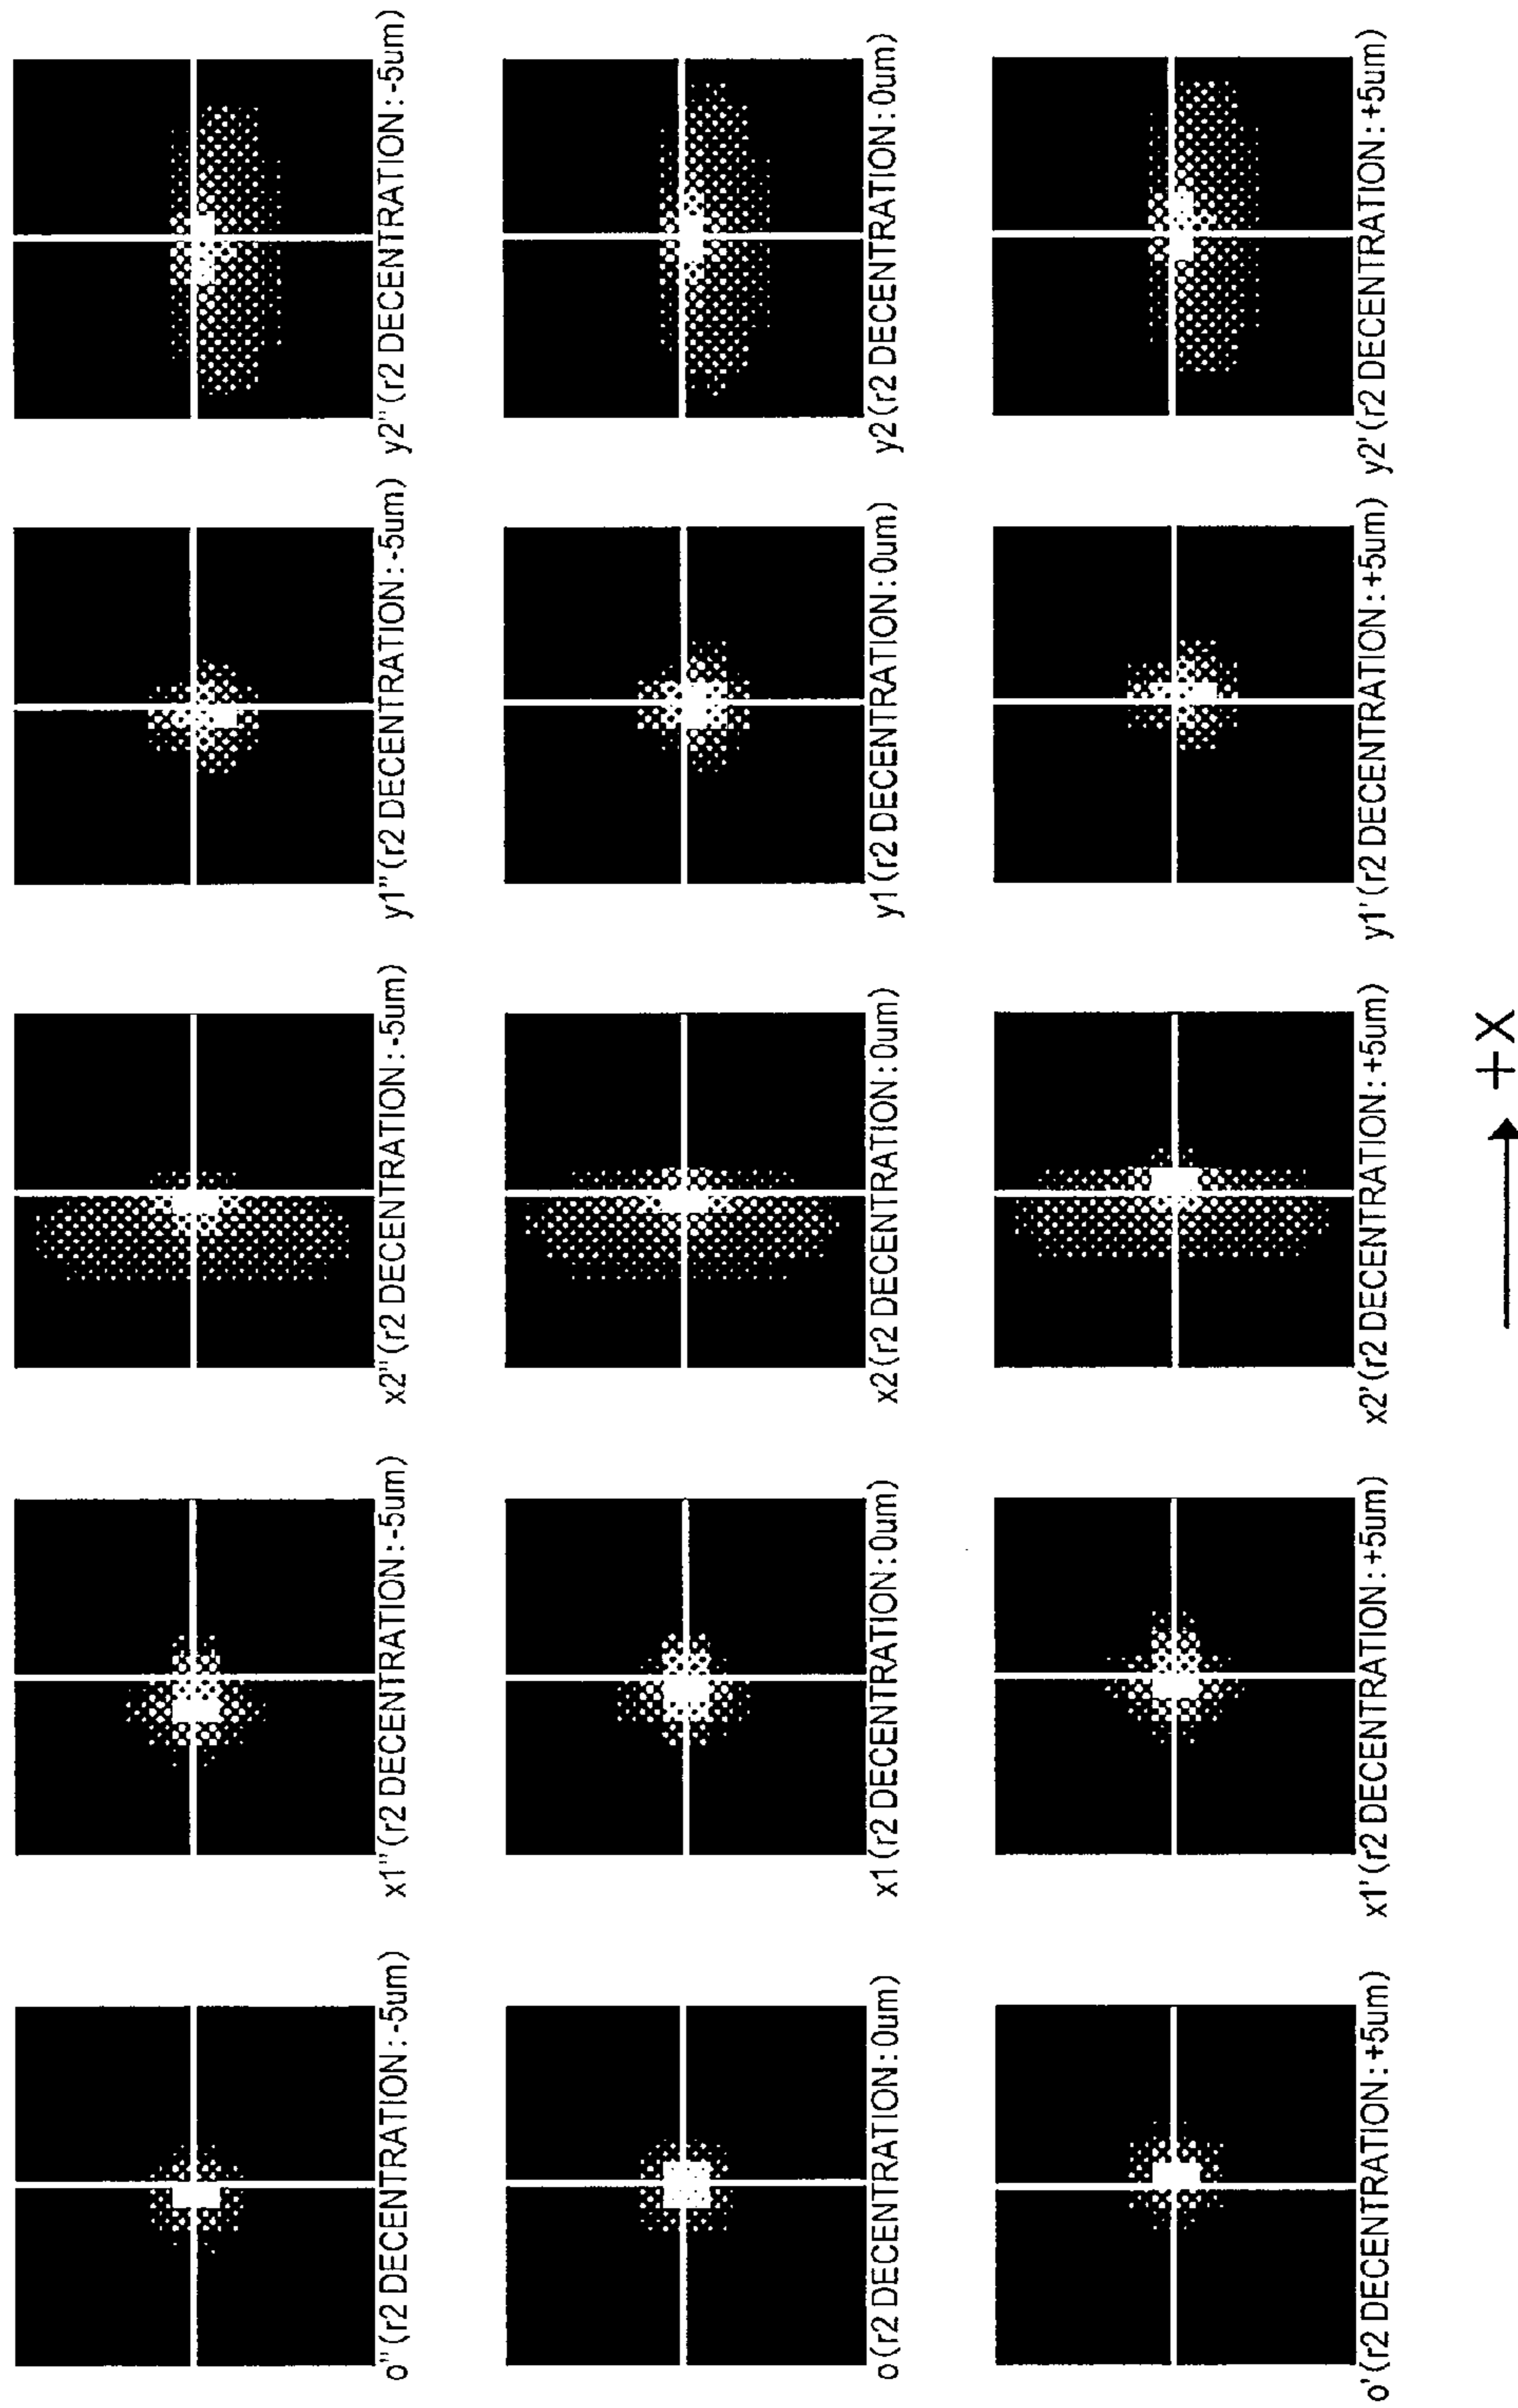 o"(r2 DECENTRATION:-5um)
x1"(r2 DECENTRATION:-5um)
x2"(r2 DECENTRATION:-5um)
y1"(r2 DECENTRATION:-5um)
y2"(r2 DECENTRATION:-5um)
o(r2 DECENTRATION:0um)
x1(r2 DECENTRATION:0um)
x2(r2 DECENTRATION:0um)
y1(r2 DECENTRATION:0um)
y2(r2 DECENTRATION:0um)
o'(r2 DECENTRATION:+5um)
x1'(r2 DECENTRATION:+5um)
x2'(r2 DECENTRATION:+5um)
y1'(r2 DECENTRATION:+5um)
y2'(r2 DECENTRATION:+5um)
+X